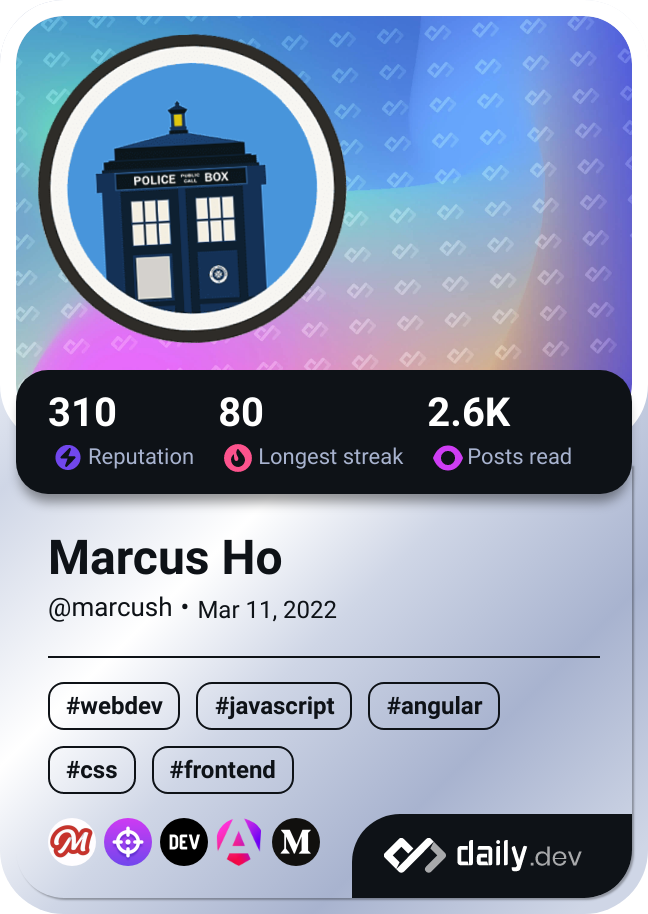 POLICE PUBLIC CALL BOX
310 80 2.6K
Reputation Longest streak Posts read
Marcus Ho
@marcush • Mar 11, 2022
#webdev #javascript #angular
#css #frontend
M DEV A M
daily.dev